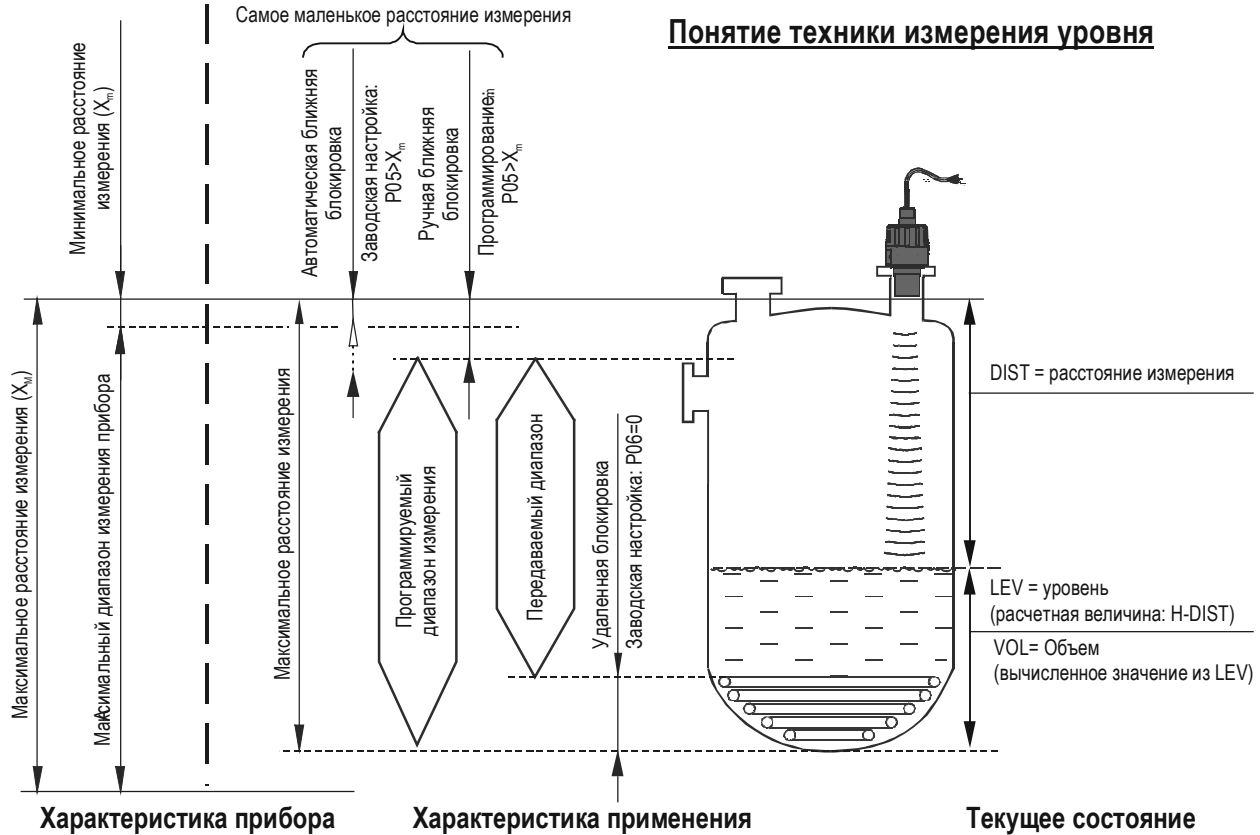 Самое маленькое расстояние измерения
Понятие техники измерения уровня
Минимальное расстояние
измерения (Xm)
Автоматическая ближняя
блокировка
Заводская настройка:
P05>Xm
Ручная ближняя
блокировка
Программирование
P05>Xm
Максимальное расстояние измерения (XM)
Максимальный диапазон измерения прибора
Максимальное расстояние измерения
Программируемый
диапазон измерения
Передаваемый диапазон
Удаленная блокировка
Заводская настройка: P06=0
DIST = расстояние измерения
LEV = уровень
(расчетная величина: H-DIST)
VOL= Объем
(вычисленное значение из LEV)
Характеристика прибора
Характеристика применения
Текущее состояние